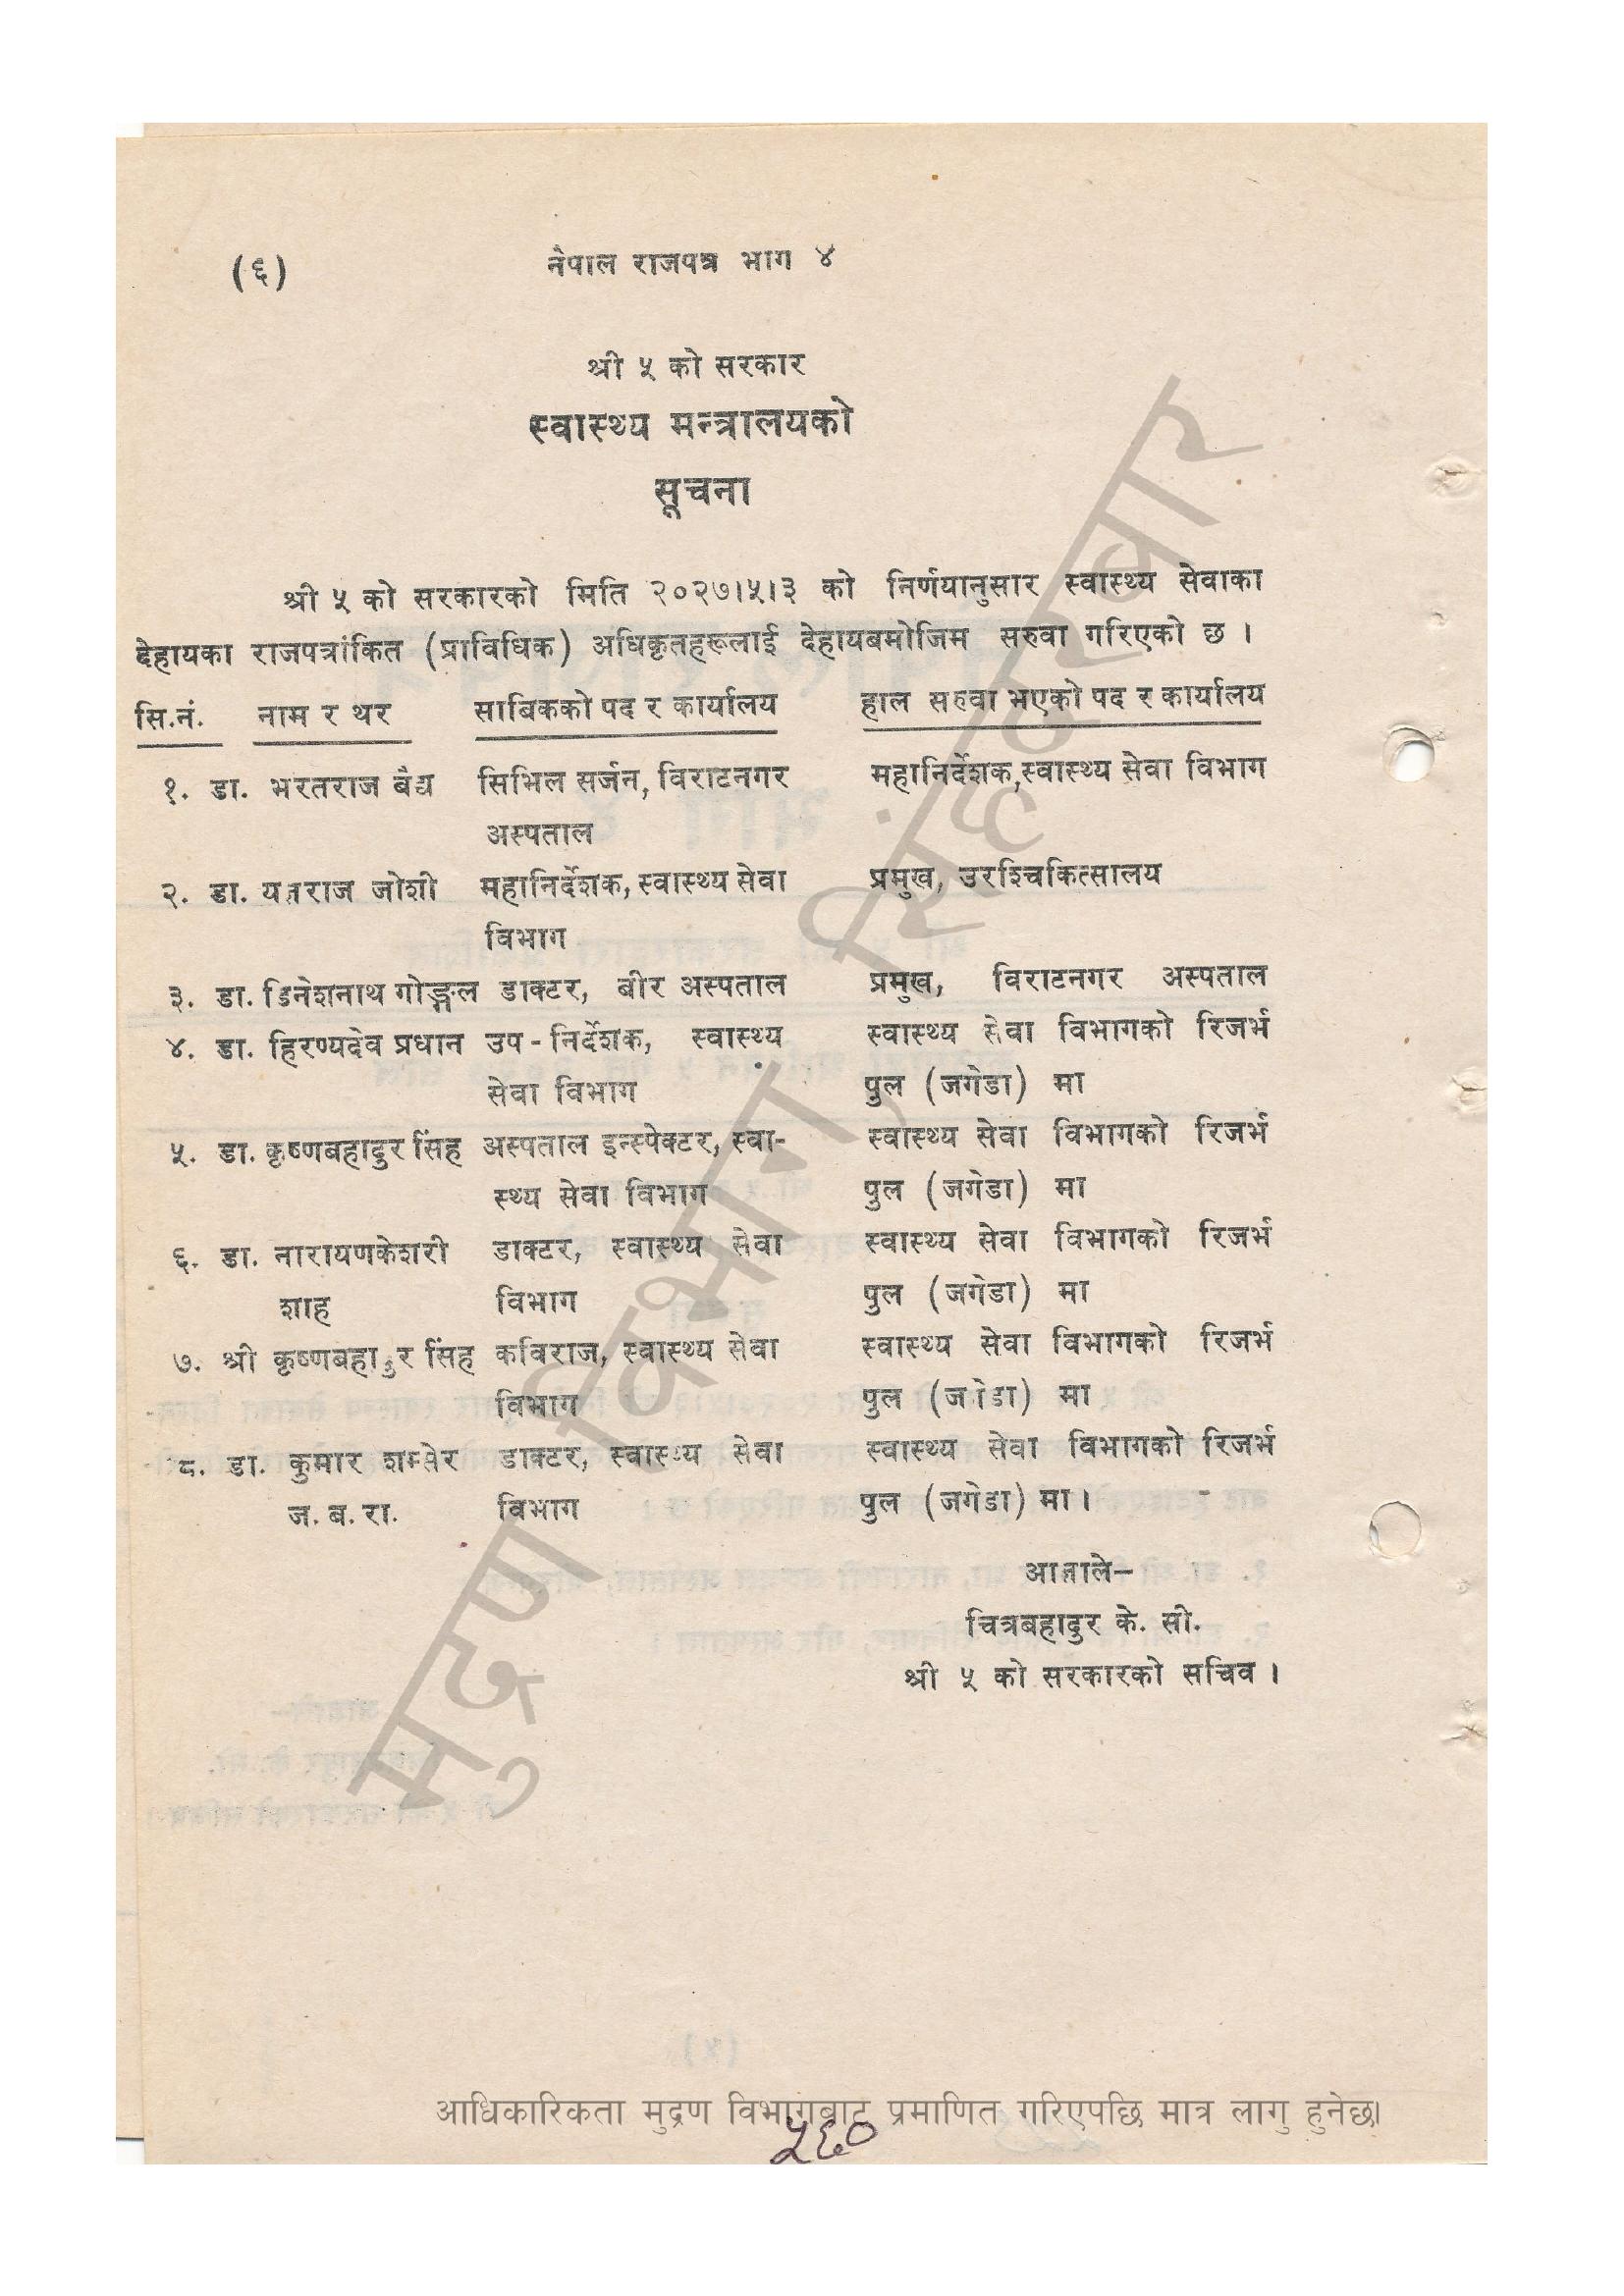 (६)
नेपाल राजपत्र भाग ४
श्री ५ को सरकार
स्वास्थ्य मन्त्रालयको
सूचना
श्री ५ को सरकारको मिति २०२७।५।३ को निर्णयानुसार स्वास्थ्य सेवाका
देहायका राजपत्रांकित (प्राविधिक) अधिकृतहरूलाई देहायबमोजिम सरुवा गरिएको छ ।
सि.नं. नाम र थर साबिकको पद र कार्यालय हाल सरुवा भएको पद र कार्यालय
१. डा. भरतराज बैद्य सिभिल सर्जन, विराटनगर महानिर्देशक,स्वास्थ्य सेवा विभाग
अस्पताल
२. डा. यज्ञराज जोशी महानिर्देशक, स्वास्थ्य सेवा प्रमुख, उरश्चिकित्सालय
विभाग
३. डा. डिनेशनाथ गोङ्गल डाक्टर, बीर अस्पताल प्रमुख, विराटनगर अस्पताल
४. डा. हिरण्यदेव प्रधान उप - निर्देशक, स्वास्थ्य स्वास्थ्य सेवा विभागको रिजर्भ
सेवा विभाग पुल (जगेडा) मा
५. डा. कृष्णबहादुर सिंह अस्पताल इन्स्पेक्टर, स्वा- स्वास्थ्य सेवा विभागको रिजर्भ
स्थ्य सेवा विभाग पुल (जगेडा) मा
६. डा. नारायणकेशरी डाक्टर, स्वास्थ्य सेवा स्वास्थ्य सेवा विभागको रिजर्भ
शाह विभाग पुल (जगेडा) मा
७. श्री कृष्णबहादुर सिंह कविराज, स्वास्थ्य सेवा स्वास्थ्य सेवा विभागको रिजर्भ
विभाग पुल (जगेडा) मा
८. डा. कुमार शमशेर डाक्टर, स्वास्थ्य सेवा स्वास्थ्य सेवा विभागको रिजर्भ
ज. ब. रा. विभाग पुल (जगेडा) मा ।
आज्ञाले—
चित्रबहादुर के. सी.
श्री ५ को सरकारको सचिव ।
मुद्रण विभाग, सिंहदरबार
आधिकारिकता मुद्रण विभागबाट प्रमाणित गरिएपछि मात्र लागु हुनेछ।
५६०